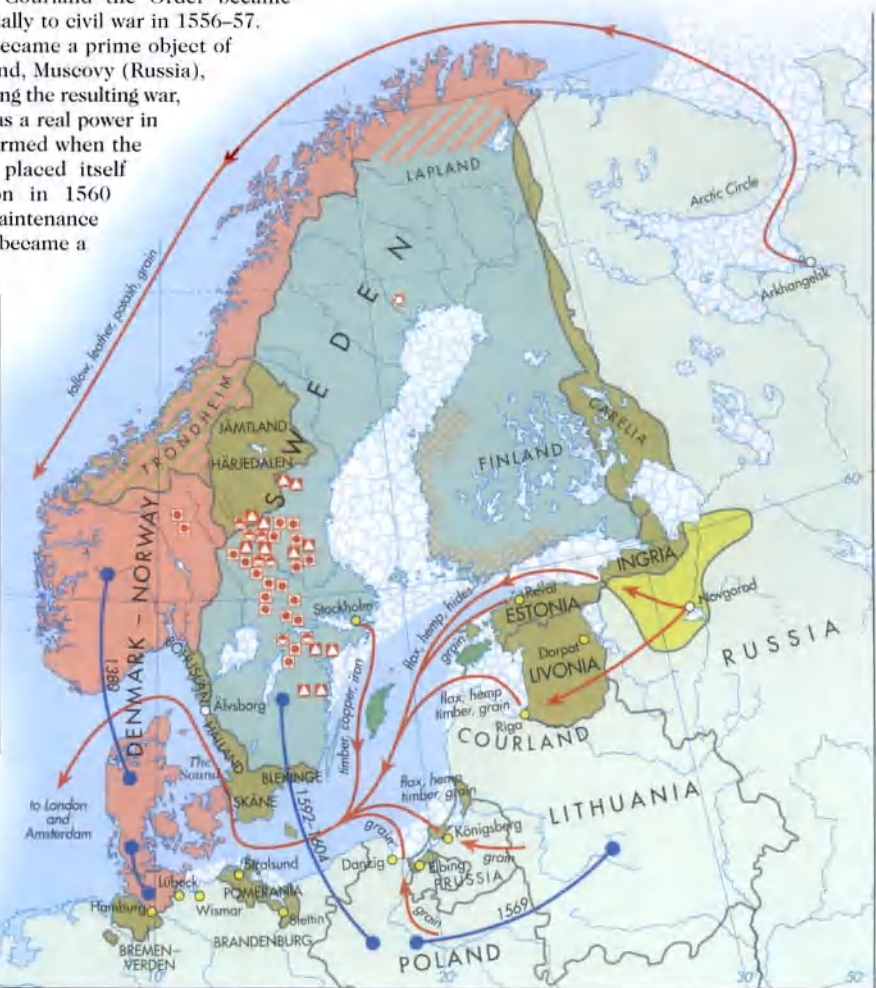 Courland the Order became
ally to civil war in 1556–57.
ecame a prime object of
nd, Muscovy (Russia),
ng the resulting war,
as a real power in
rmed when the
placed itself
on in 1560
aintenance
became a
LAPLAND
Arctic Circle
Arkhangelsk
tallow, leather, potash, grain
SWEDEN
TRONDHEIM
JÄMTLAND
HÄRJEDALEN
FINLAND
CARELIA
60°
DENMARK – NORWAY
1380
INGRIA
Novgorod
Reval
ESTONIA
Stockholm
flax, hemp, hides
grain
Dorpat
LIVONIA
RUSSIA
BOHUSLAND
Älvsborg
timber, copper, iron
flax, hemp
timber, grain
Riga
COURLAND
HALLAND
The
Sound
BLEKINGE
SKÅNE
1592–1604
to London
and
Amsterdam
flax, hemp
timber, grain
grain
Königsberg
LITHUANIA
grain
Danzig
Elbing
PRUSSIA
Stralsund
Lübeck
POMERANIA
Hamburg
Wismar
Stettin
grain
1569
BREMEN-
VERDEN
BRANDENBURG
POLAND
10°
20°
30°
50°